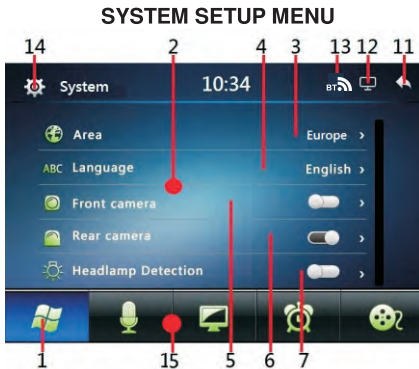 SYSTEM SETUP MENU
14 2 4 3 13 12 11
System 10:34 BT
Area Europe >
ABC Language English >
Front camera >
Rear camera >
Headlamp Detection >
1 15 5 6 7